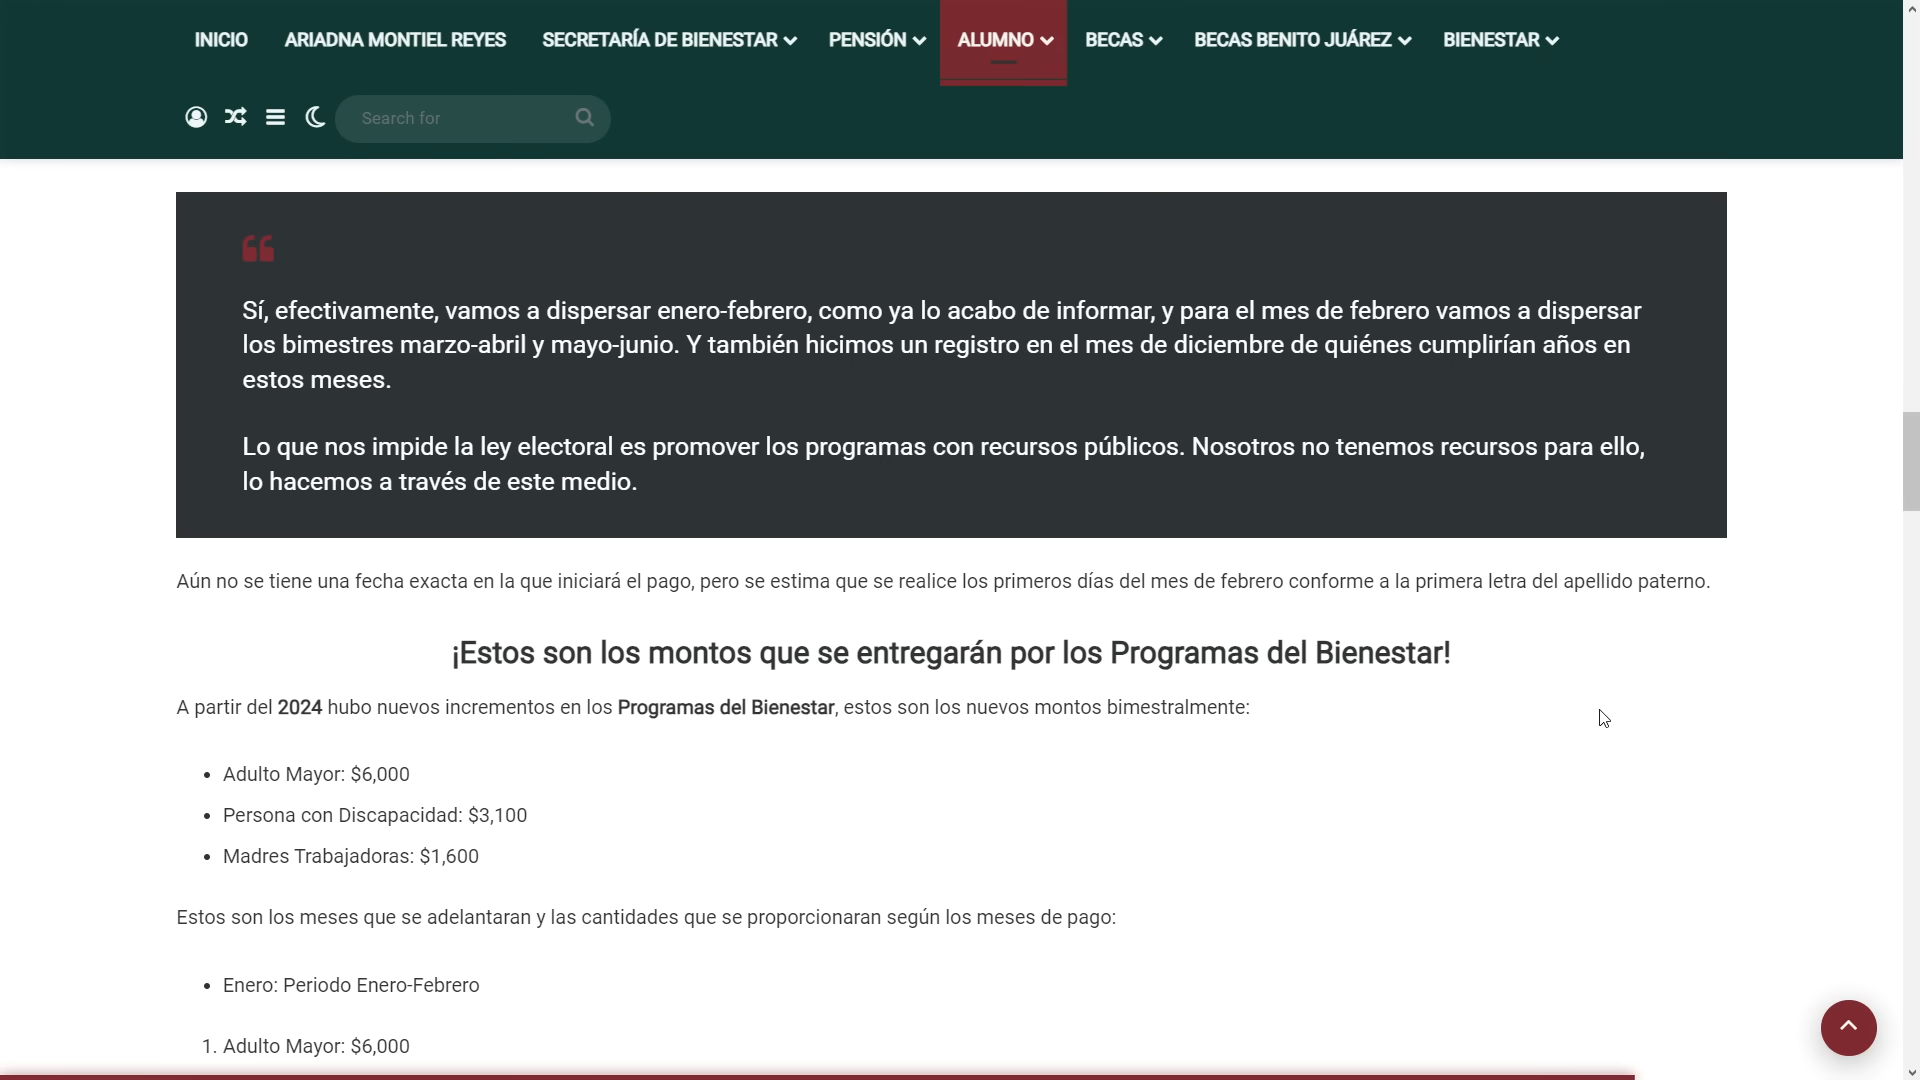 INICIO ARIADNA MONTIEL REYES SECRETARÍA DE BIENESTAR PENSIÓN ALUMNO BECAS BECAS BENITO JUÁREZ BIENESTAR
Search for
Sí, efectivamente, vamos a dispersar enero-febrero, como ya lo acabo de informar, y para el mes de febrero vamos a dispersar
los bimestres marzo-abril y mayo-junio. Y también hicimos un registro en el mes de diciembre de quiénes cumplirían años en
estos meses.
Lo que nos impide la ley electoral es promover los programas con recursos públicos. Nosotros no tenemos recursos para ello,
lo hacemos a través de este medio.
Aún no se tiene una fecha exacta en la que iniciará el pago, pero se estima que se realice los primeros días del mes de febrero conforme a la primera letra del apellido paterno.
¡Estos son los montos que se entregarán por los Programas del Bienestar!
A partir del 2024 hubo nuevos incrementos en los Programas del Bienestar, estos son los nuevos montos bimestralmente:
• Adulto Mayor: $6,000
• Persona con Discapacidad: $3,100
• Madres Trabajadoras: $1,600
Estos son los meses que se adelantaran y las cantidades que se proporcionaran según los meses de pago:
• Enero: Periodo Enero-Febrero
1. Adulto Mayor: $6,000